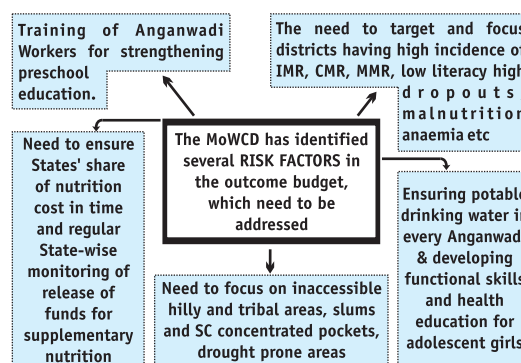 Training of Anganwadi
Workers for strengthening
preschool
education.
The need to target and focus
districts having high incidence of
IMR, CMR, MMR, low literacy high
dropouts
malnutrition
anaemia etc
The MoWCD has identified
several RISK FACTORS in
the outcome budget,
which need to be
addressed
Need to ensure
States' share
of nutrition
cost in time
and regular
State-wise
monitoring of
release of
funds for
supplementary
nutrition
Need to focus on inaccessible
hilly and tribal areas, slums
and SC concentrated pockets,
drought prone areas
Ensuring potable
drinking water in
every Anganwadi
& developing
functional skills
and health
education for
adolescent girls